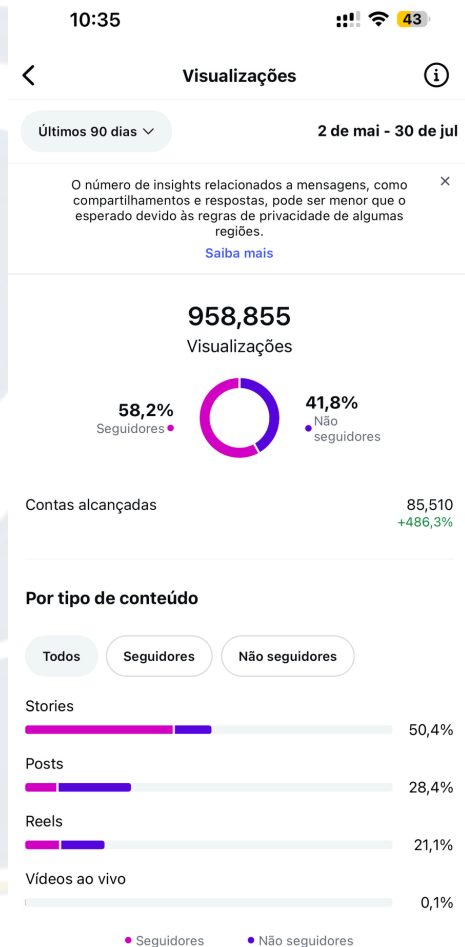 10:35
43
Visualizações
Últimos 90 dias
2 de mai - 30 de jul
O número de insights relacionados a mensagens, como
compartilhamentos e respostas, pode ser menor que o
esperado devido às regras de privacidade de algumas
regiões.
Saiba mais
958,855
Visualizações
58,2%
Seguidores
41,8%
Não
seguidores
Contas alcançadas
85,510
+486,3%
Por tipo de conteúdo
Todos
Seguidores
Não seguidores
Stories
50,4%
Posts
28,4%
Reels
21,1%
Vídeos ao vivo
0,1%
Seguidores
Não seguidores